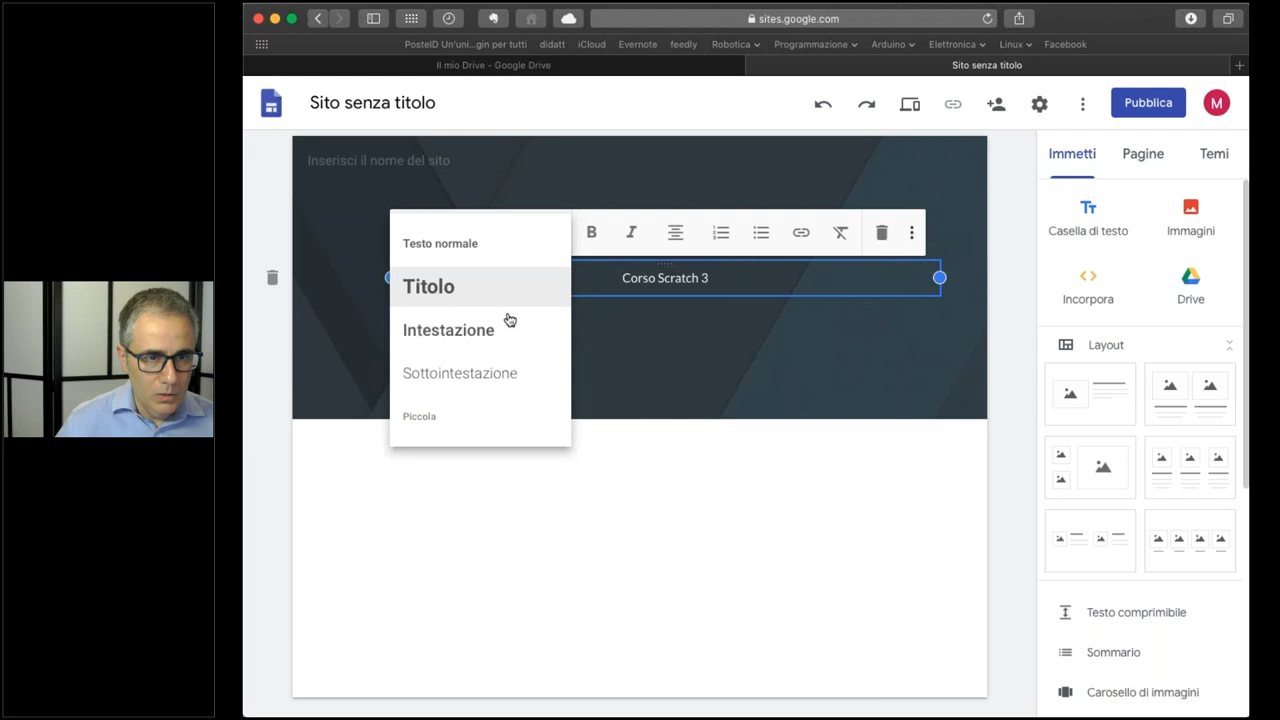 sites.google.com
PosteID Un'uni...gin per tutti didatt iCloud Evernote feedly Robotica Programmazione Arduino Elettronica Linux Facebook
Il mio Drive - Google Drive
Sito senza titolo
Sito senza titolo
Pubblica
M
Inserisci il nome del sito
Immetti Pagine Temi
Testo normale
B I
Titolo
Corso Scratch 3
Intestazione
Sottointestazione
Piccola
Tt
Casella di testo Immagini
Incorpora Drive
Layout
Testo comprimibile
Sommario
Carosello di immagini